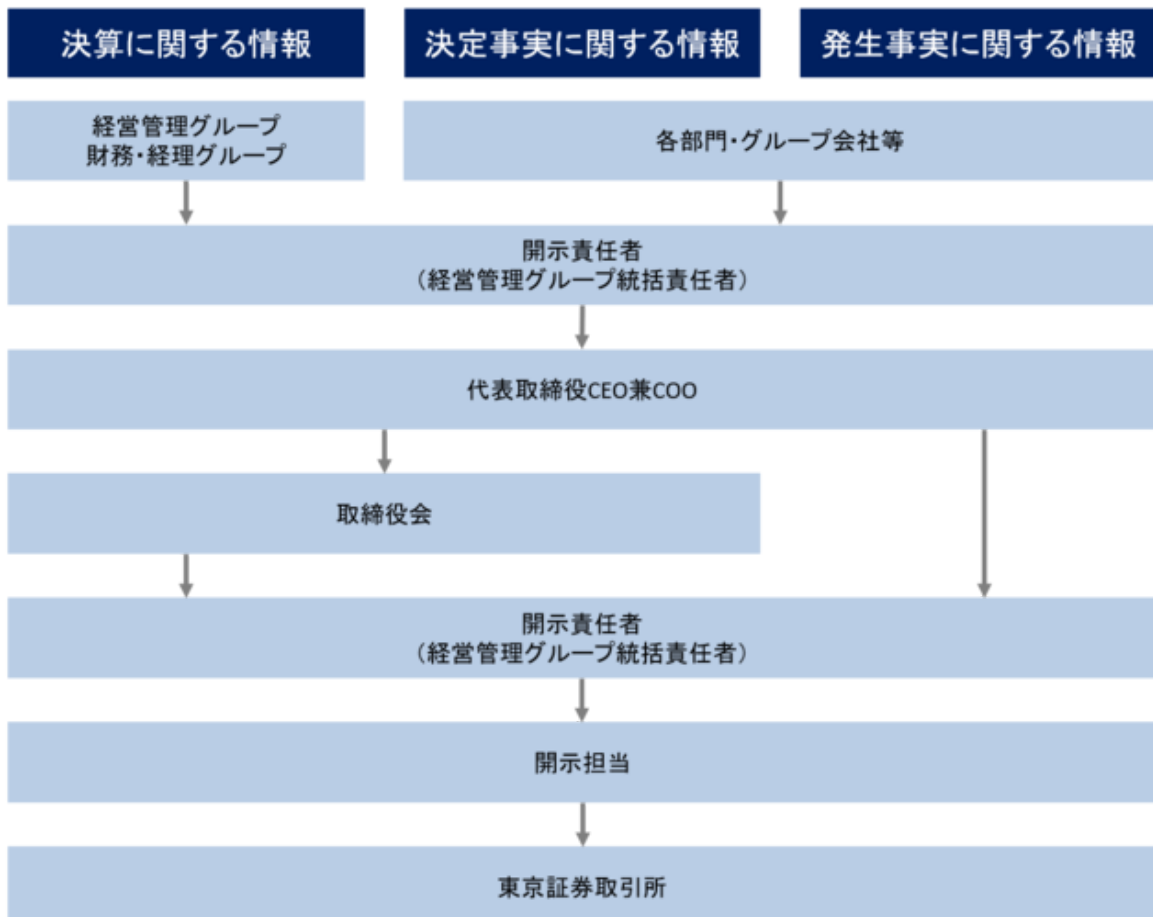 決算に関する情報
決定事実に関する情報
発生事実に関する情報
経営管理グループ
財務・経理グループ
各部門・グループ会社等
開示責任者
（経営管理グループ統括責任者）
代表取締役CEO兼COO
取締役会
開示責任者
（経営管理グループ統括責任者）
開示担当
東京証券取引所